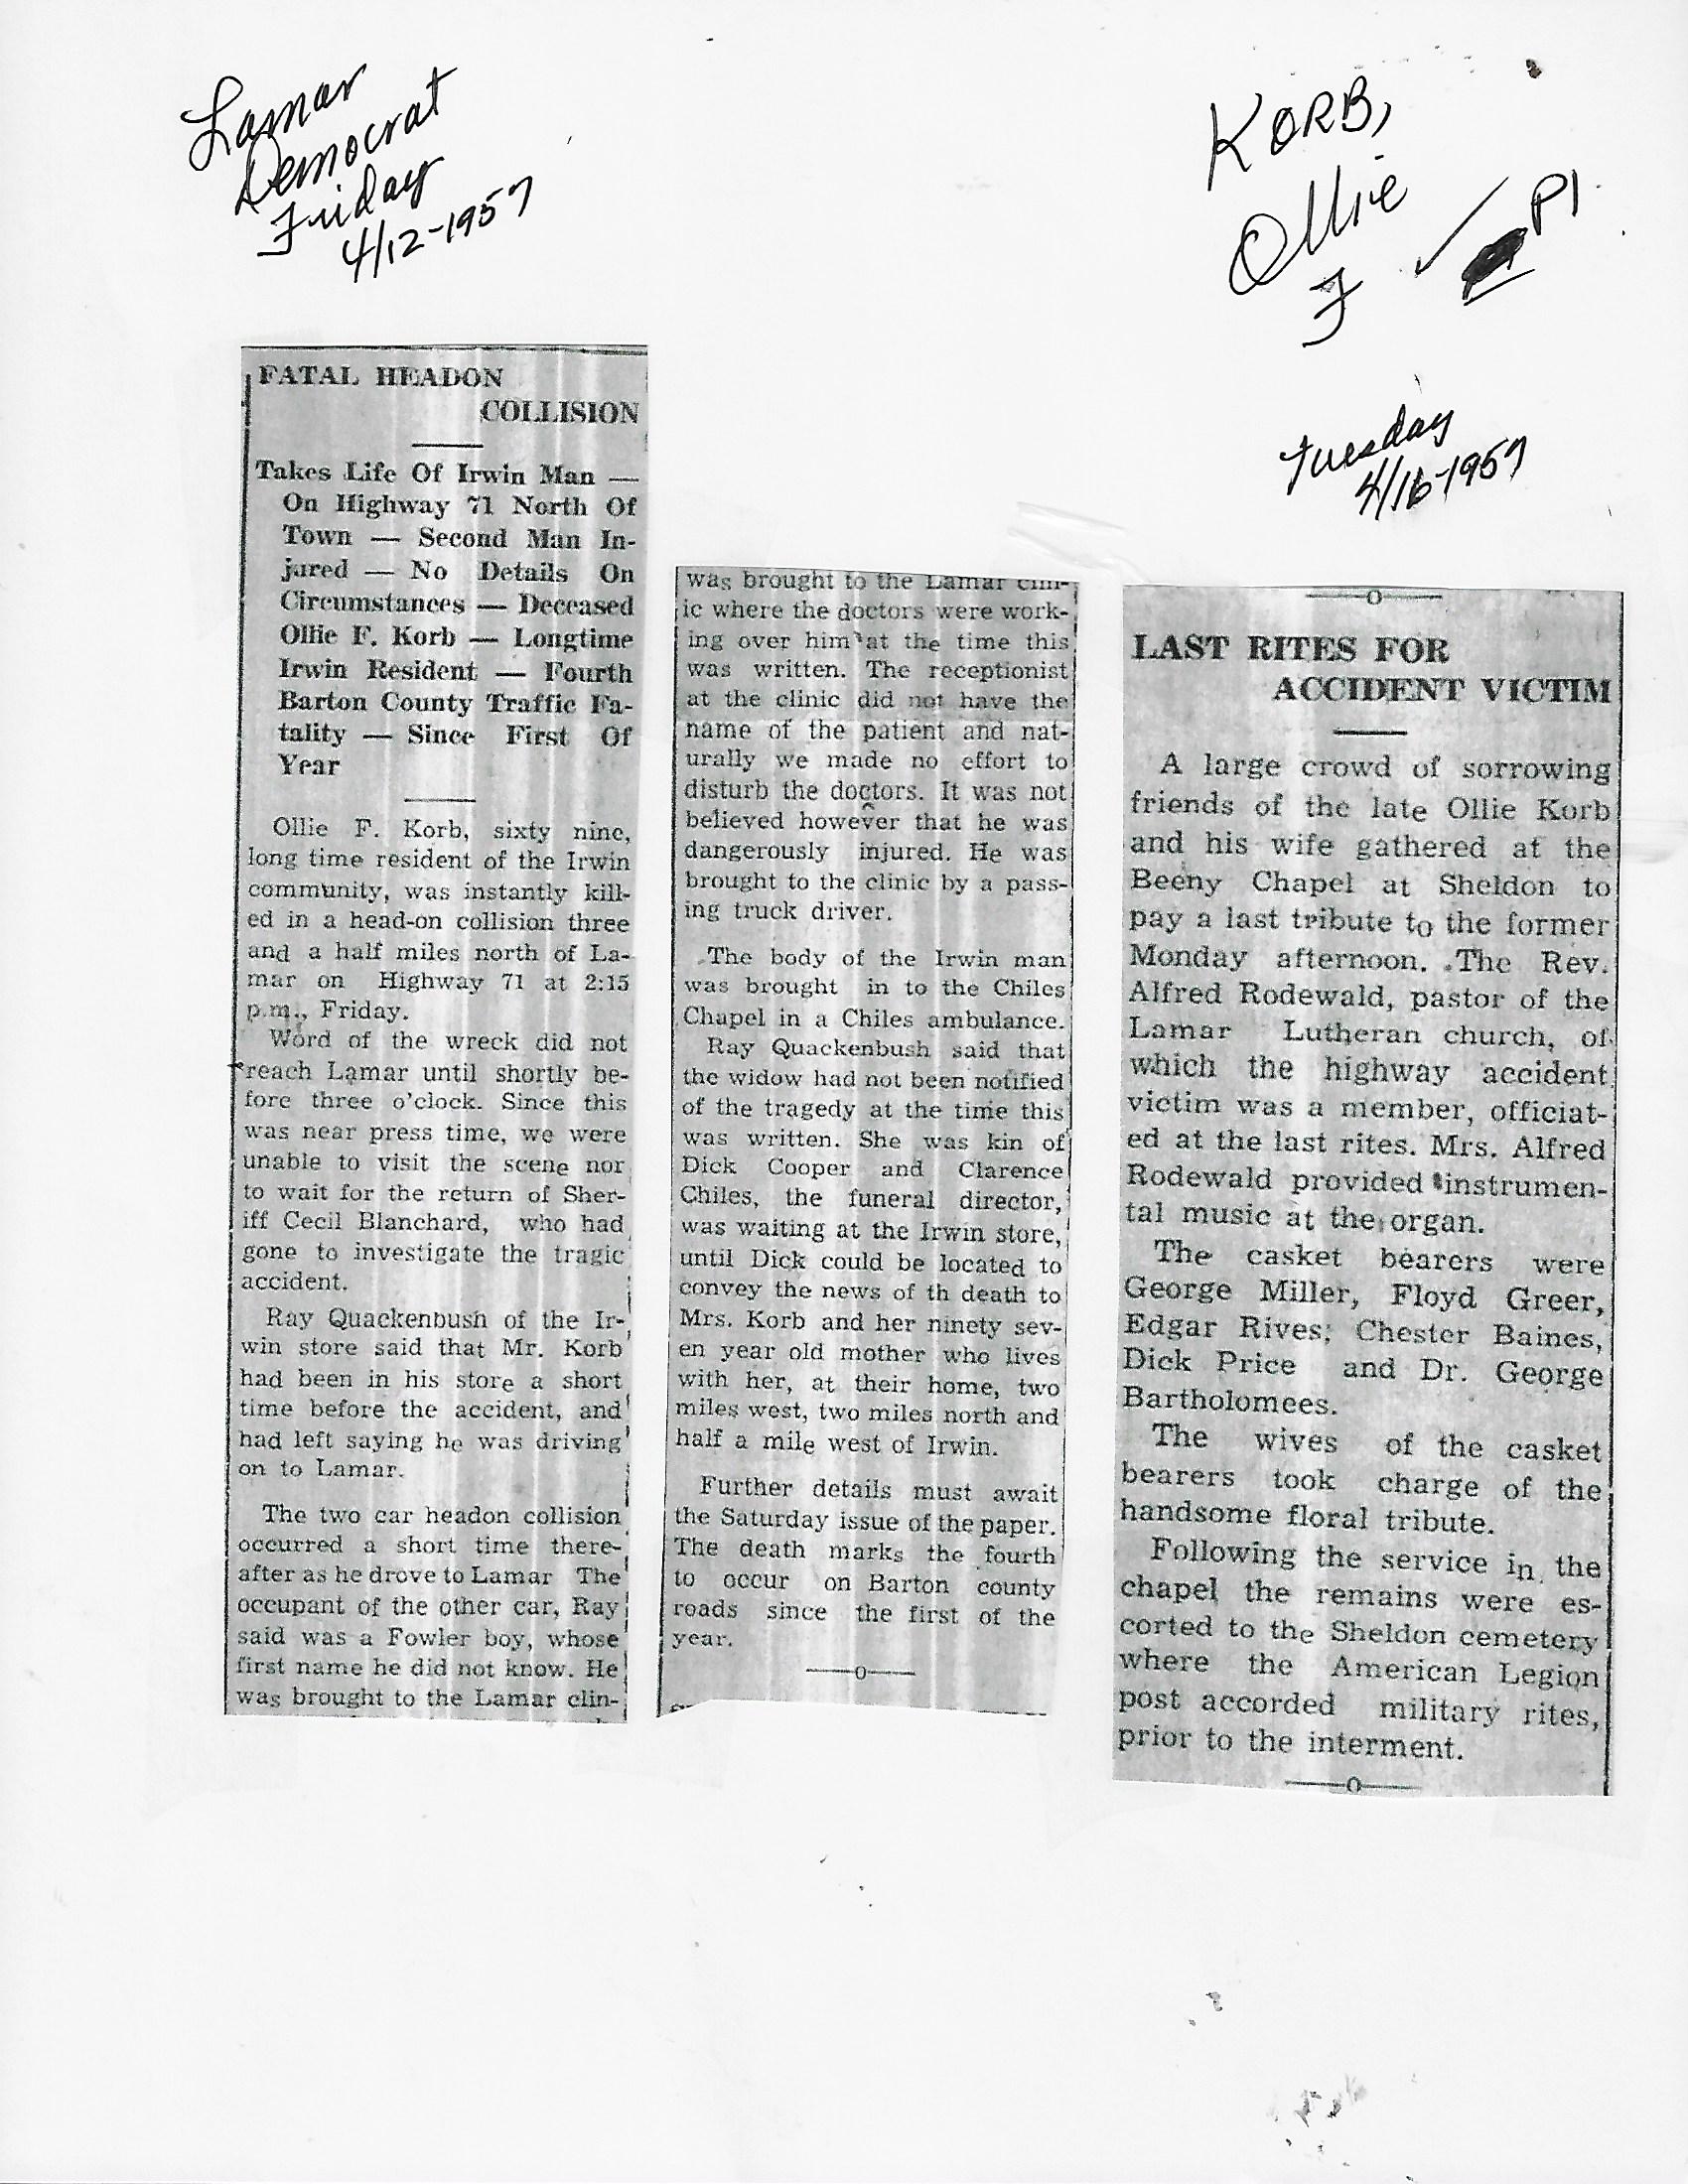 Lamar
Democrat
Friday
4/12-1957
KORB,
Ollie
F
P1
Tuesday
4/16-1957
FATAL HEADON
COLLISION
Takes Life Of Irwin Man —
On Highway 71 North Of
Town — Second Man In-
jured — No Details On
Circumstances — Deceased
Ollie F. Korb — Longtime
Irwin Resident — Fourth
Barton County Traffic Fa-
tality — Since First Of
Year
Ollie F. Korb, sixty nine,
long time resident of the Irwin
community, was instantly kill-
ed in a head-on collision three
and a half miles north of La-
mar on Highway 71 at 2:15
p.m., Friday.
Word of the wreck did not
reach Lamar until shortly be-
fore three o'clock. Since this
was near press time, we were
unable to visit the scene nor
to wait for the return of Sher-
iff Cecil Blanchard, who had
gone to investigate the tragic
accident.
Ray Quackenbush of the Ir-
win store said that Mr. Korb
had been in his store a short
time before the accident, and
had left saying he was driving
on to Lamar.
The two car headon collision
occurred a short time there-
after as he drove to Lamar The
occupant of the other car, Ray
said was a Fowler boy, whose
first name he did not know. He
was brought to the Lamar clin-
was brought to the Lamar clin-
ic where the doctors were work-
ing over him at the time this
was written. The receptionist
at the clinic did not have the
name of the patient and nat-
urally we made no effort to
disturb the doctors. It was not
believed however that he was
dangerously injured. He was
brought to the clinic by a pass-
ing truck driver.
The body of the Irwin man
was brought in to the Chiles
Chapel in a Chiles ambulance.
Ray Quackenbush said that
the widow had not been notified
of the tragedy at the time this
was written. She was kin of
Dick Cooper and Clarence
Chiles, the funeral director,
was waiting at the Irwin store,
until Dick could be located to
convey the news of th death to
Mrs. Korb and her ninety sev-
en year old mother who lives
with her, at their home, two
miles west, two miles north and
half a mile west of Irwin.
Further details must await
the Saturday issue of the paper.
The death marks the fourth
to occur on Barton county
roads since the first of the
year.
—o—
—o—
LAST RITES FOR
ACCIDENT VICTIM
A large crowd of sorrowing
friends of the late Ollie Korb
and his wife gathered at the
Beeny Chapel at Sheldon to
pay a last tribute to the former
Monday afternoon. The Rev.
Alfred Rodewald, pastor of the
Lamar Lutheran church, of
which the highway accident
victim was a member, officiat-
ed at the last rites. Mrs. Alfred
Rodewald provided instrumen-
tal music at the organ.
The casket bearers were
George Miller, Floyd Greer,
Edgar Rives; Chester Baines,
Dick Price and Dr. George
Bartholomees.
The wives of the casket
bearers took charge of the
handsome floral tribute.
Following the service in the
chapel the remains were es-
corted to the Sheldon cemetery
where the American Legion
post accorded military rites,
prior to the interment.
—o—